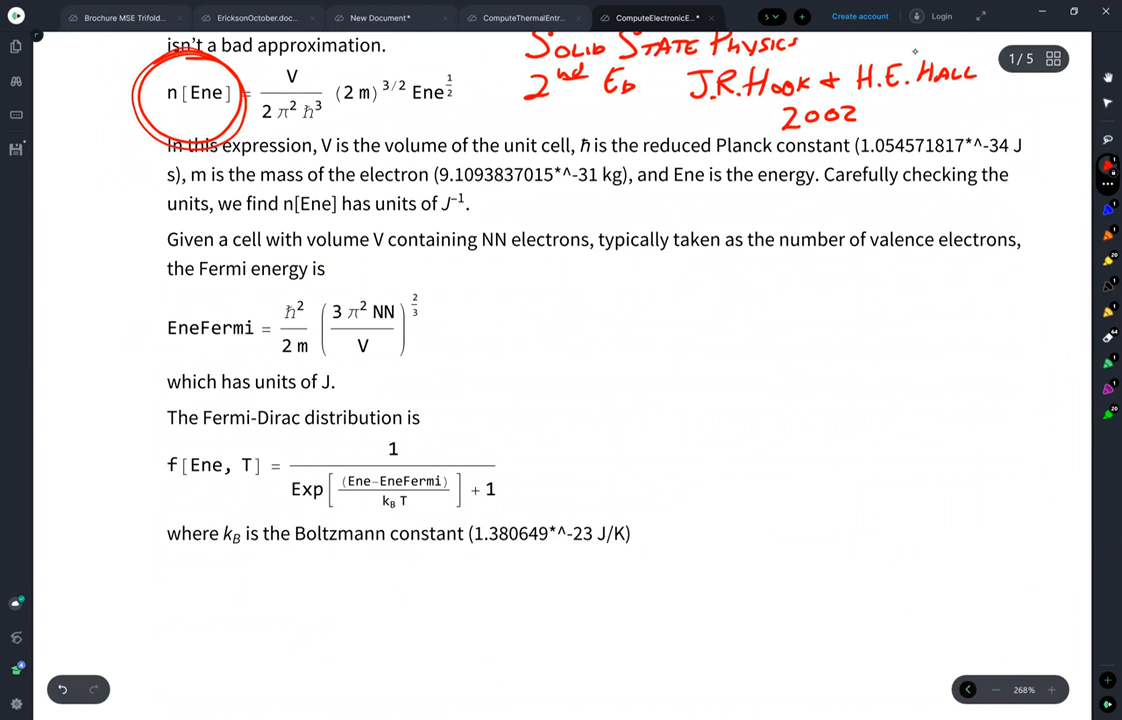 Brochure MSE Trifold...
EricksonOctober.doc...
New Document*
ComputeThermalEntr...
ComputeElectronicE...*
5
Create account
Login
1/5
isn't a bad approximation.
SOLID STATE PHYSICS
2nd ED J.R. HOOK & H.E. HALL
2002
n[Ene] = V / (2 π² ℏ³) (2 m)^3/2 Ene^1/2
In this expression, V is the volume of the unit cell, ℏ is the reduced Planck constant (1.054571817*^-34 J
s), m is the mass of the electron (9.1093837015*^-31 kg), and Ene is the energy. Carefully checking the
units, we find n[Ene] has units of J⁻¹.
Given a cell with volume V containing NN electrons, typically taken as the number of valence electrons,
the Fermi energy is
EneFermi = ℏ² / (2 m) (3 π² NN / V)^2/3
which has units of J.
The Fermi-Dirac distribution is
f[Ene, T] = 1 / (Exp[(Ene-EneFermi) / (k_B T)] + 1)
where k_B is the Boltzmann constant (1.380649*^-23 J/K)
268%